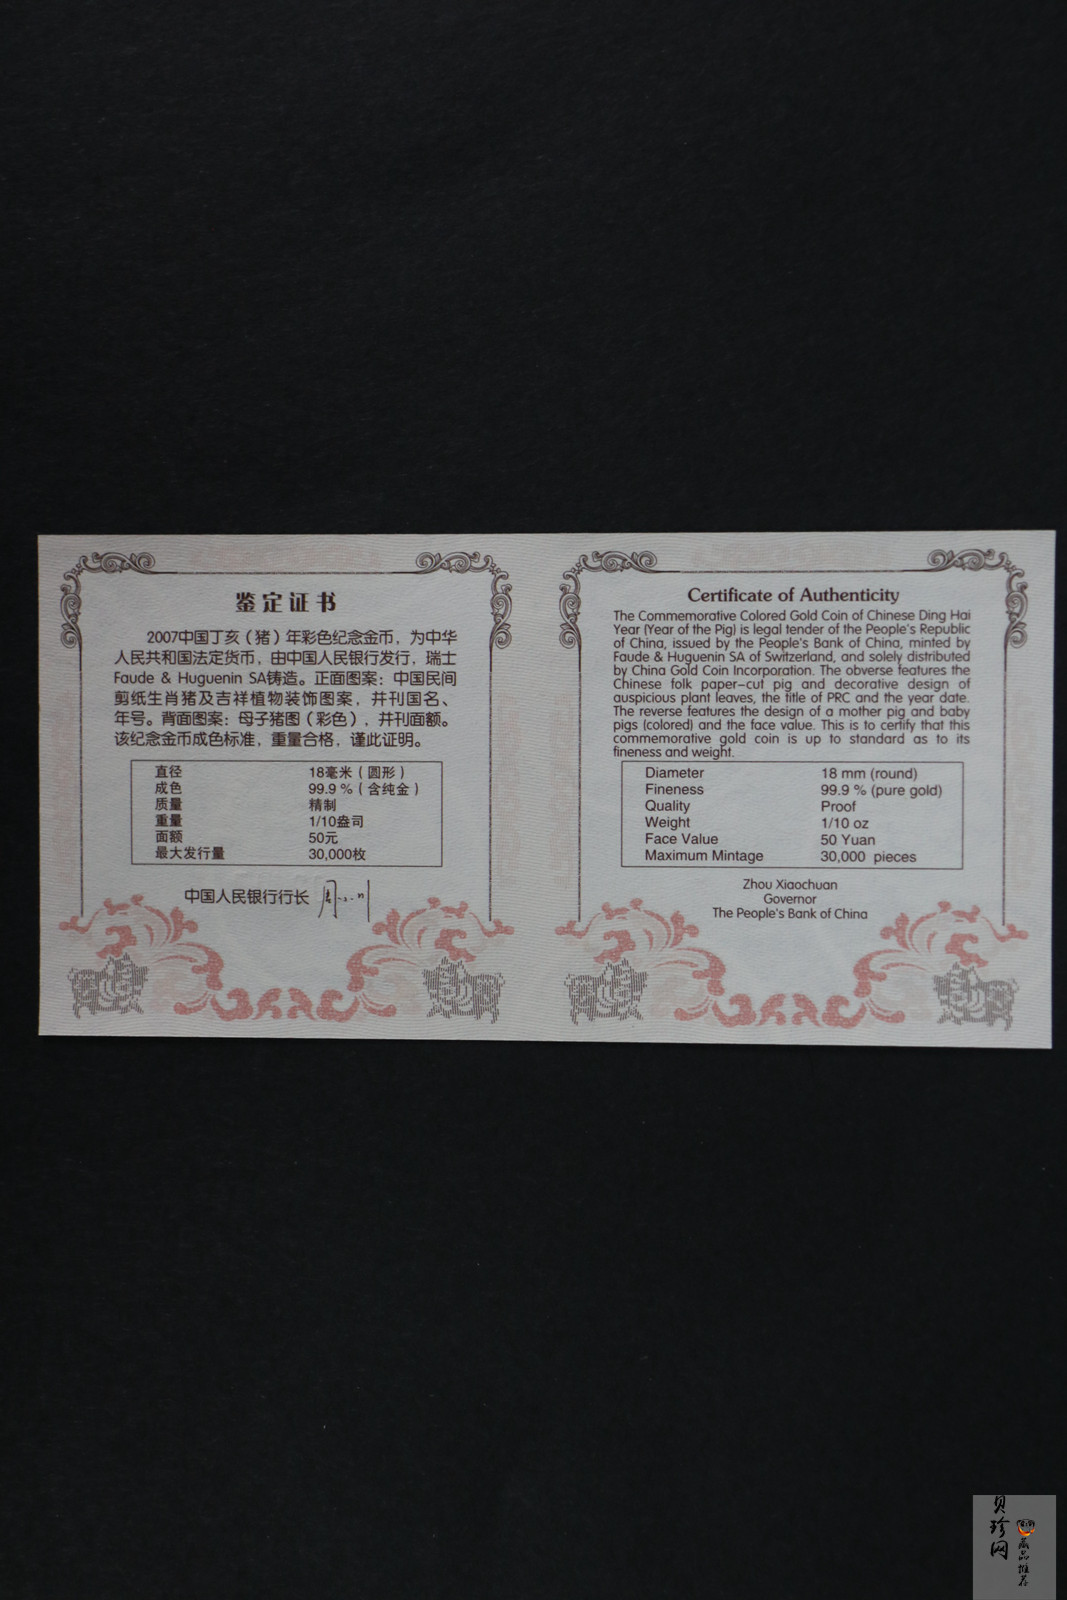 鉴定证书
2007中国丁亥（猪）年彩色纪念金币，为中华
人民共和国法定货币，由中国人民银行发行，瑞士
Faude & Huguenin SA铸造。正面图案：中国民间
剪纸生肖猪及吉祥植物装饰图案，并刊国名、
年号。背面图案：母子猪图（彩色），并刊面额。
该纪念金币成色标准，重量合格，谨此证明。
直径 18毫米（圆形）
成色 99.9%（含纯金）
质量 精制
重量 1/10盎司
面额 50元
最大发行量 30,000枚
中国人民银行行长
Certificate of Authenticity
The Commemorative Colored Gold Coin of Chinese Ding Hai
Year (Year of the Pig) is legal tender of the People's Republic
of China, issued by the People's Bank of China, minted by
Faude & Huguenin SA of Switzerland, and solely distributed
by China Gold Coin Incorporation. The obverse features the
Chinese folk paper-cut pig and decorative design of
auspicious plant leaves, the title of PRC and the year date.
The reverse features the design of a mother pig and baby
pigs (colored) and the face value. This is to certify that this
commemorative gold coin is up to standard as to its
fineness and weight.
Diameter 18 mm (round)
Fineness 99.9 % (pure gold)
Quality Proof
Weight 1/10 oz
Face Value 50 Yuan
Maximum Mintage 30,000 pieces
Zhou Xiaochuan
Governor
The People's Bank of China
贝珍网
藏品推荐